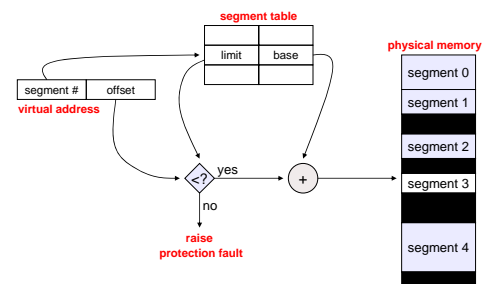 segment table
limit base
physical memory
segment # offset
virtual address
segment 0
segment 1
segment 2
segment 3
segment 4
<? yes
+
no
raise
protection fault